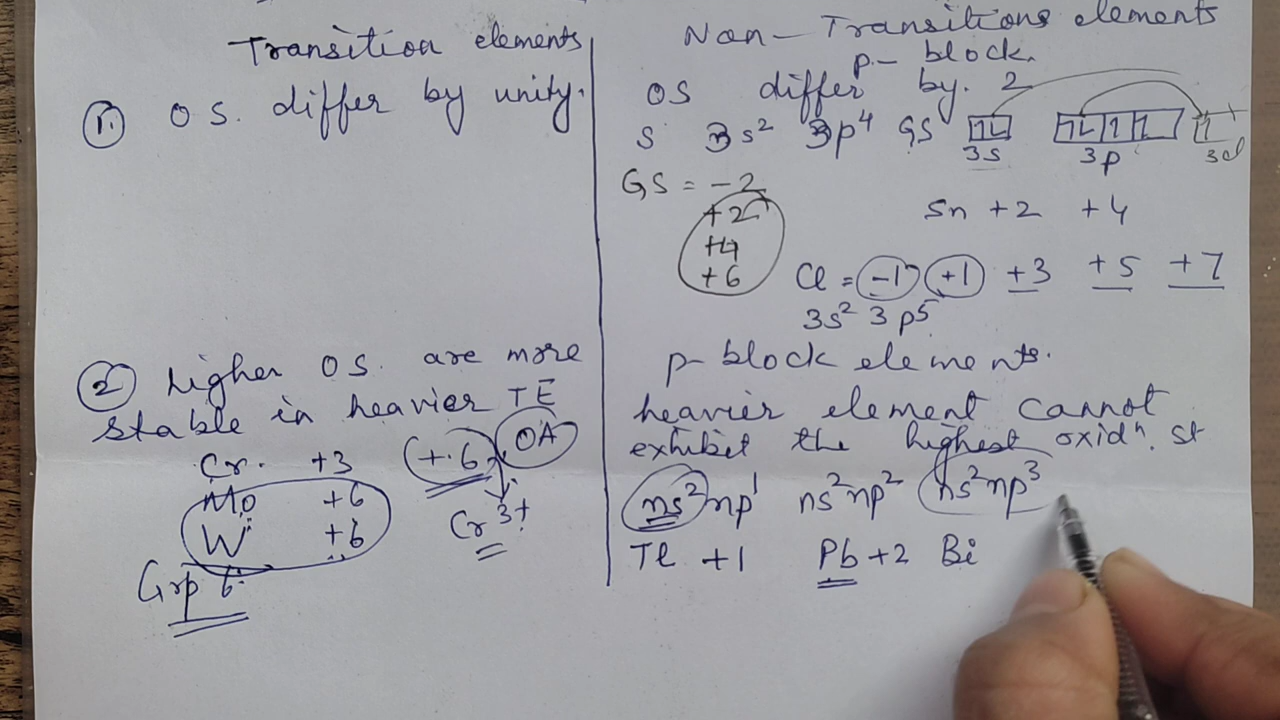 Transition elements
① O S. differ by unity.
② higher O S. are more
stable in heavier TE
Cr. +3 (+6) OA
Mo +6
W +6
Cr3+
Grp 6
Non-Transitions elements
p-block.
OS differ by. 2
S 3s² 3p⁴ GS
3s 3p 3d
GS = -2
+2
+4
+6
Sn +2 +4
Cl = -1 +1 +3 +5 +7
3s² 3p⁵
p-block elements.
heavier element cannot
exhibit the highest oxidⁿ. st
ns²np¹ ns²np² ns²np³
Tl +1 Pb +2 Bi